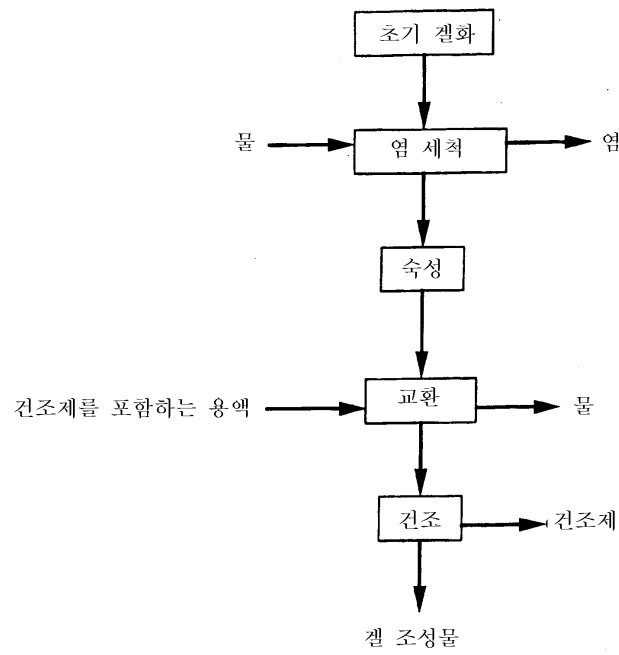 초기 겔화
물
염 세척
염
숙성
건조제를 포함하는 용액
교환
물
건조
건조제
겔 조성물